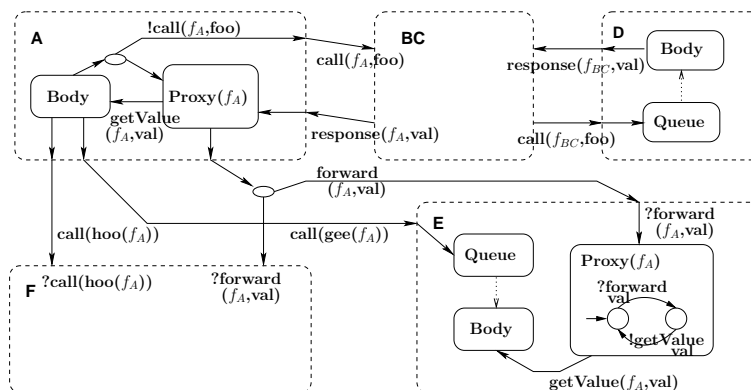 A
!call(f_A,foo)
call(f_A,foo)
Body
Proxy(f_A)
getValue
(f_A,val)
response(f_A,val)
BC
D
Body
response(f_BC,val)
Queue
call(f_BC,foo)
forward
(f_A,val)
call(hoo(f_A))
call(gee(f_A))
E
?forward
(f_A,val)
F
?call(hoo(f_A))
?forward
(f_A,val)
Queue
Body
Proxy(f_A)
?forward
val
!getValue
val
getValue(f_A,val)